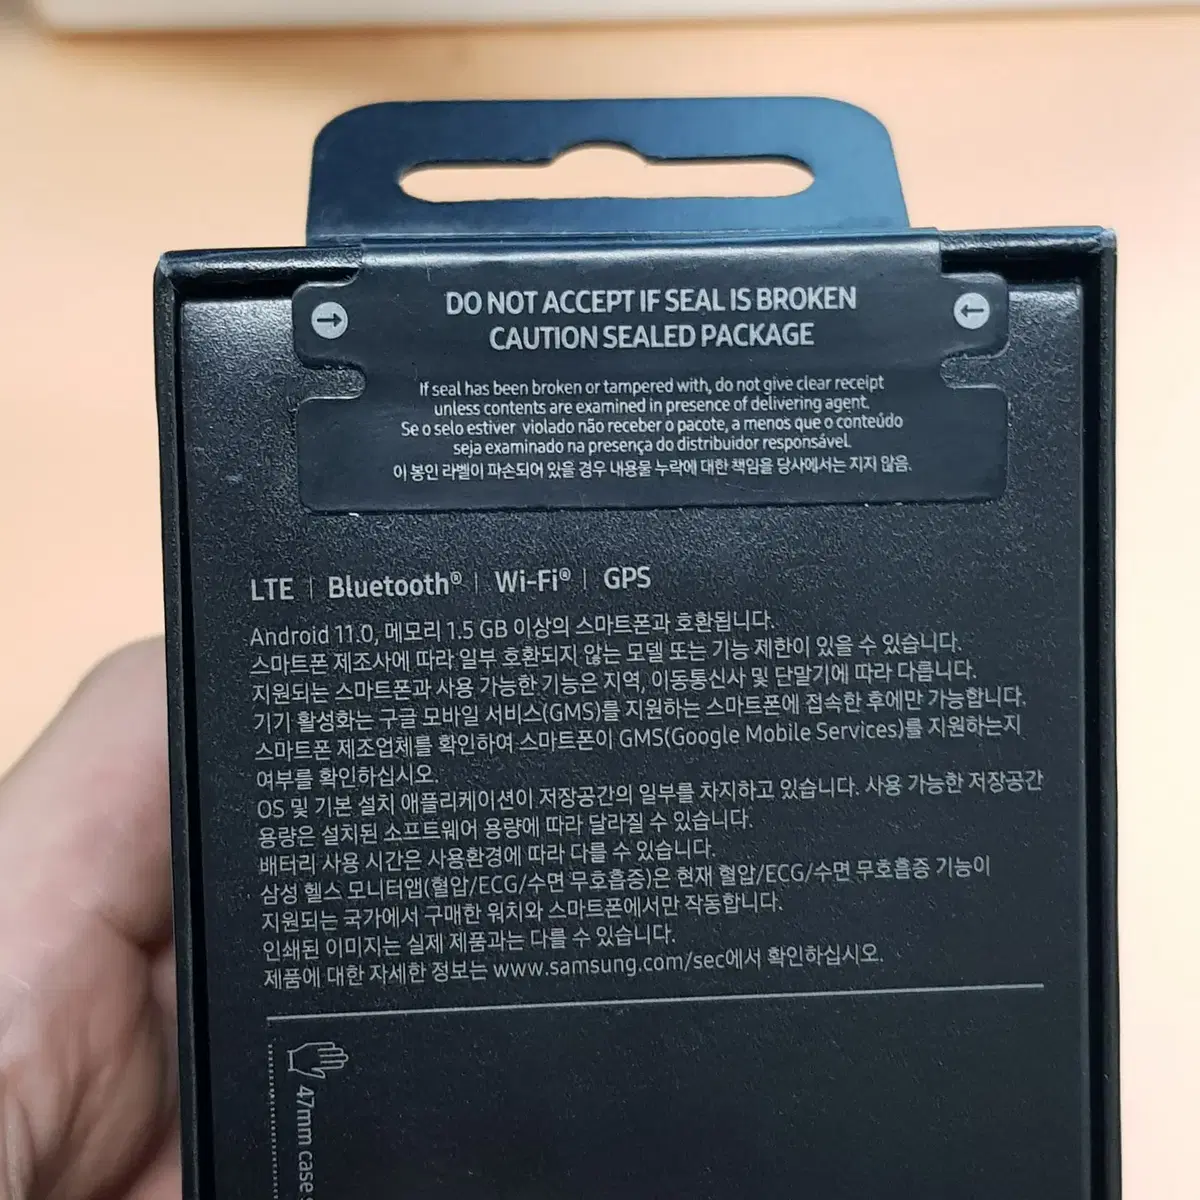 DO NOT ACCEPT IF SEAL IS BROKEN
CAUTION SEALED PACKAGE
If seal has been broken or tampered with, do not give clear receipt
unless contents are examined in presence of delivering agent.
Se o selo estiver violado não receber o pacote, a menos que o conteúdo
seja examinado na presença do distribuidor responsável.
이 봉인 라벨이 파손되어 있을 경우 내용물 누락에 대한 책임을 당사에서는 지지 않음.
LTE | Bluetooth® | Wi-Fi® | GPS
Android 11.0, 메모리 1.5 GB 이상의 스마트폰과 호환됩니다.
스마트폰 제조사에 따라 일부 호환되지 않는 모델 또는 기능 제한이 있을 수 있습니다.
지원되는 스마트폰과 사용 가능한 기능은 지역, 이동통신사 및 단말기에 따라 다릅니다.
기기 활성화는 구글 모바일 서비스(GMS)를 지원하는 스마트폰에 접속한 후에만 가능합니다.
스마트폰 제조업체를 확인하여 스마트폰이 GMS(Google Mobile Services)를 지원하는지
여부를 확인하십시오.
OS 및 기본 설치 애플리케이션이 저장공간의 일부를 차지하고 있습니다. 사용 가능한 저장공간
용량은 설치된 소프트웨어 용량에 따라 달라질 수 있습니다.
배터리 사용 시간은 사용환경에 따라 다를 수 있습니다.
삼성 헬스 모니터앱(혈압/ECG/수면 무호흡증)은 현재 혈압/ECG/수면 무호흡증 기능이
지원되는 국가에서 구매한 워치와 스마트폰에서만 작동합니다.
인쇄된 이미지는 실제 제품과는 다를 수 있습니다.
제품에 대한 자세한 정보는 www.samsung.com/sec에서 확인하십시오.
47mm case